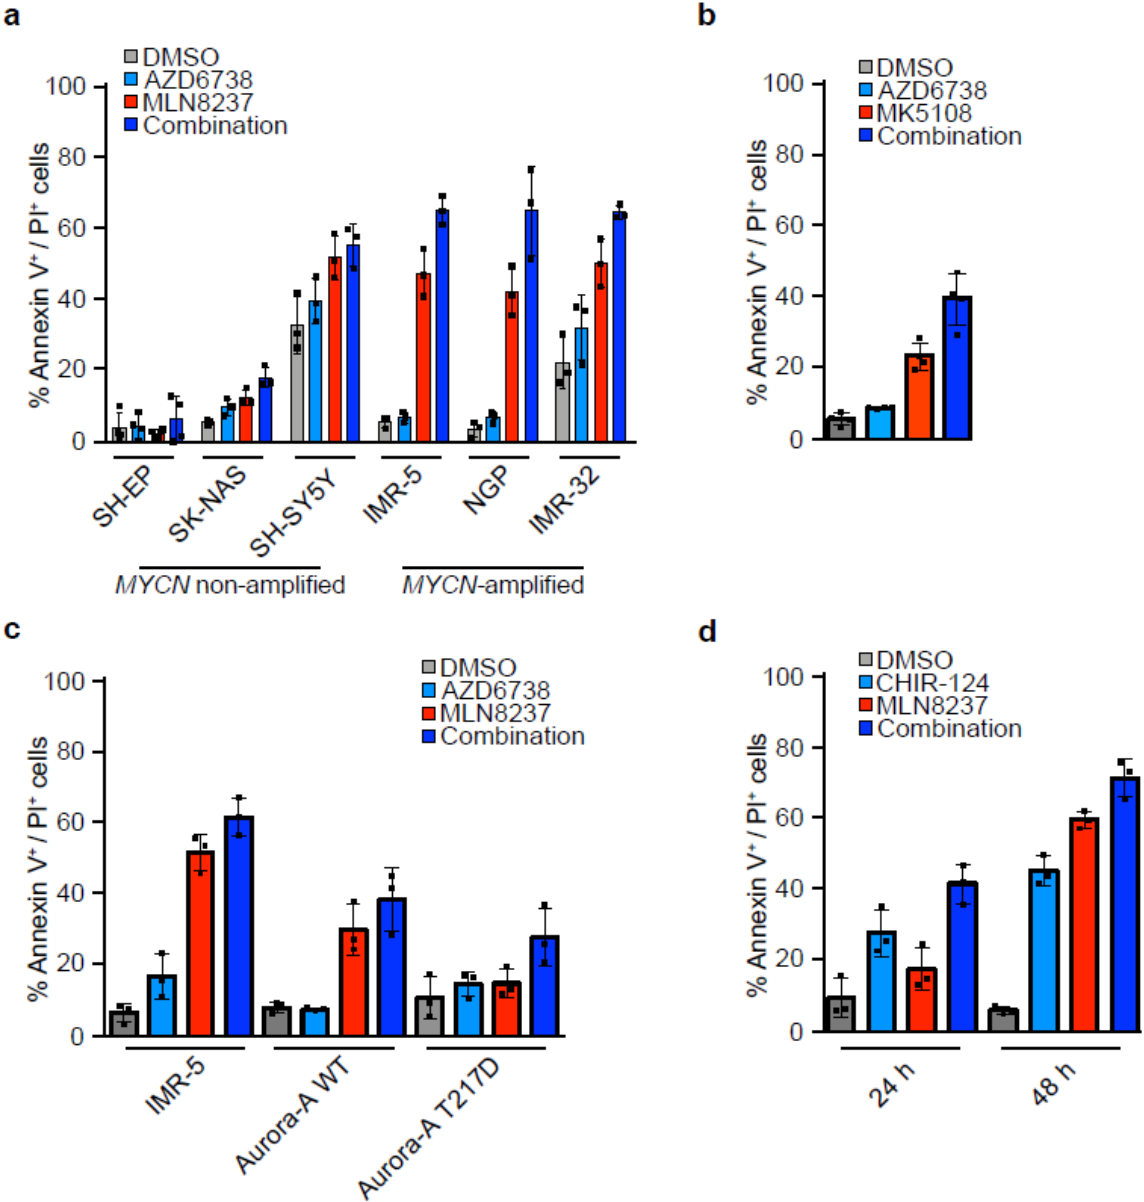 a
DMSO
AZD6738
MLN8237
Combination
% Annexin V⁺ / PI⁺ cells
100
80
60
40
20
0
SH-EP
SK-NAS
SH-SY5Y
IMR-5
NGP
IMR-32
MYCN non-amplified
MYCN-amplified
b
DMSO
AZD6738
MK5108
Combination
% Annexin V⁺ / PI⁺ cells
100
80
60
40
20
0
c
DMSO
AZD6738
MLN8237
Combination
% Annexin V⁺ / PI⁺ cells
100
80
60
40
20
0
IMR-5
Aurora-A WT
Aurora-A T217D
d
DMSO
CHIR-124
MLN8237
Combination
% Annexin V⁺ / PI⁺ cells
100
80
60
40
20
0
24 h
48 h